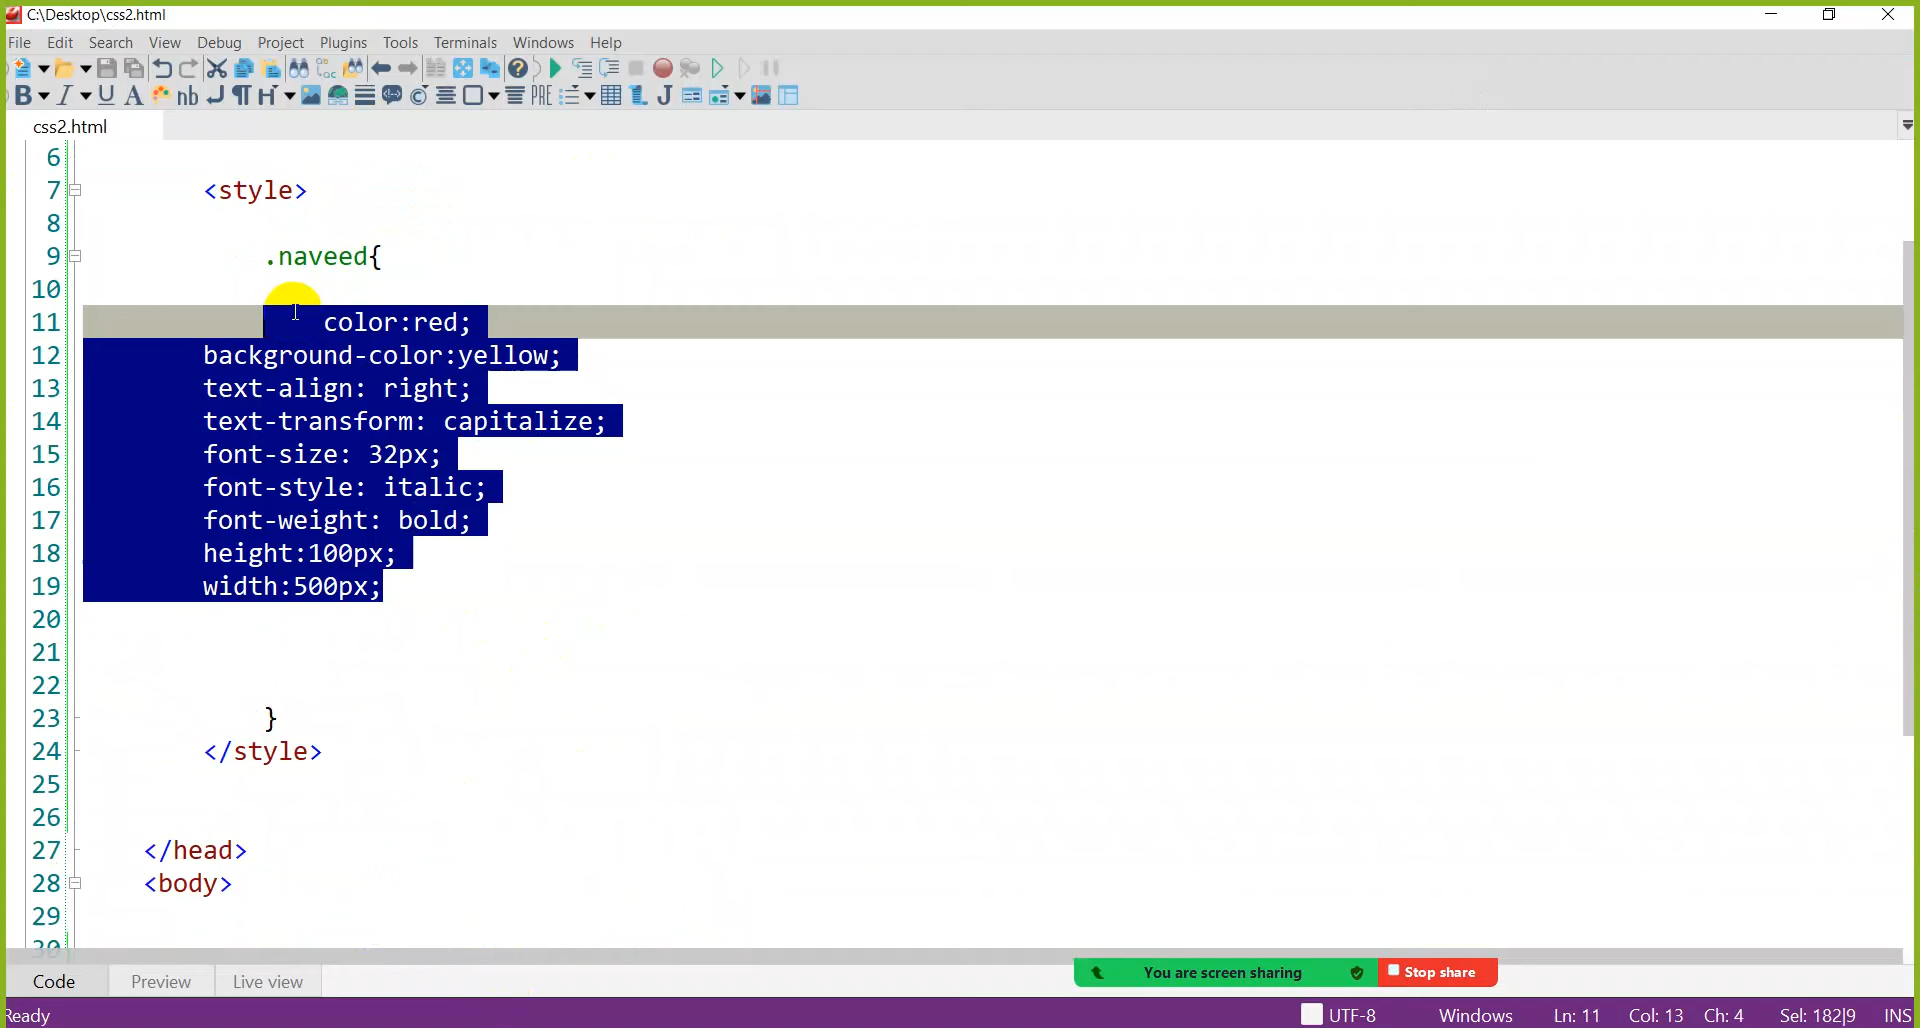 C:\Desktop\css2.html
File Edit Search View Debug Project Plugins Tools Terminals Windows Help
B I U A nb H PRE J
css2.html
6
7 <style>
8
9 .naveed{
10
11 color:red;
12 background-color:yellow;
13 text-align: right;
14 text-transform: capitalize;
15 font-size: 32px;
16 font-style: italic;
17 font-weight: bold;
18 height:100px;
19 width:500px;
20
21
22
23 }
24 </style>
25
26
27 </head>
28 <body>
29
30
Code Preview Live view
You are screen sharing Stop share
Ready UTF-8 Windows Ln: 11 Col: 13 Ch: 4 Sel: 182|9 INS